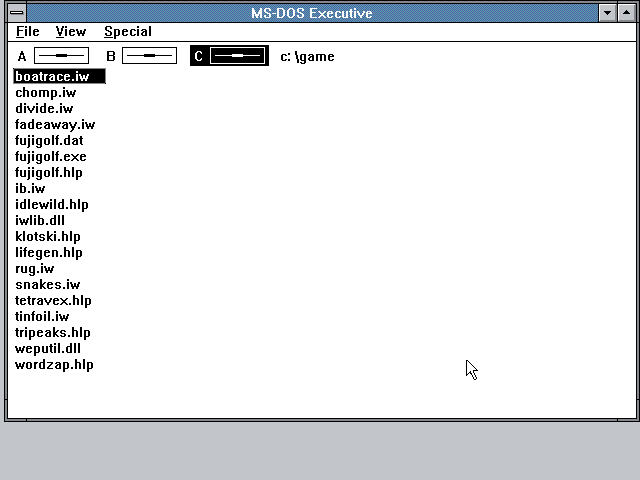 MS-DOS Executive
File View Special
A B C c: \game
boatrace.iw
chomp.iw
divide.iw
fadeaway.iw
fujigolf.dat
fujigolf.exe
fujigolf.hlp
ib.iw
idlewild.hlp
iwlib.dll
klotski.hlp
lifegen.hlp
rug.iw
snakes.iw
tetravex.hlp
tinfoil.iw
tripeaks.hlp
weputil.dll
wordzap.hlp